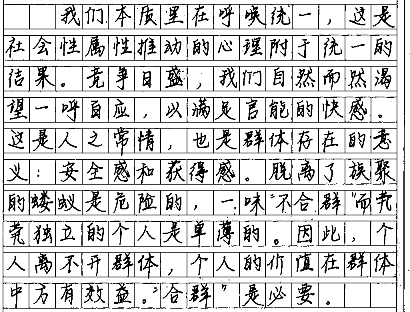 我们本质里在呼唤统一，这是
社会性属性推动的心理附于统一的
结果。竞争日盛，我们自然而然渴
望一呼百应，以满足官能的快感。
这是人之常情，也是群体存在的意
义：安全感和获得感。脱离了族聚
的蝼蚁是危险的，一味“不合群”而茕
茕独立的个人是单薄的。因此，个
人离不开群体，个人的价值在群体
中方有效益。“合群”是必要。